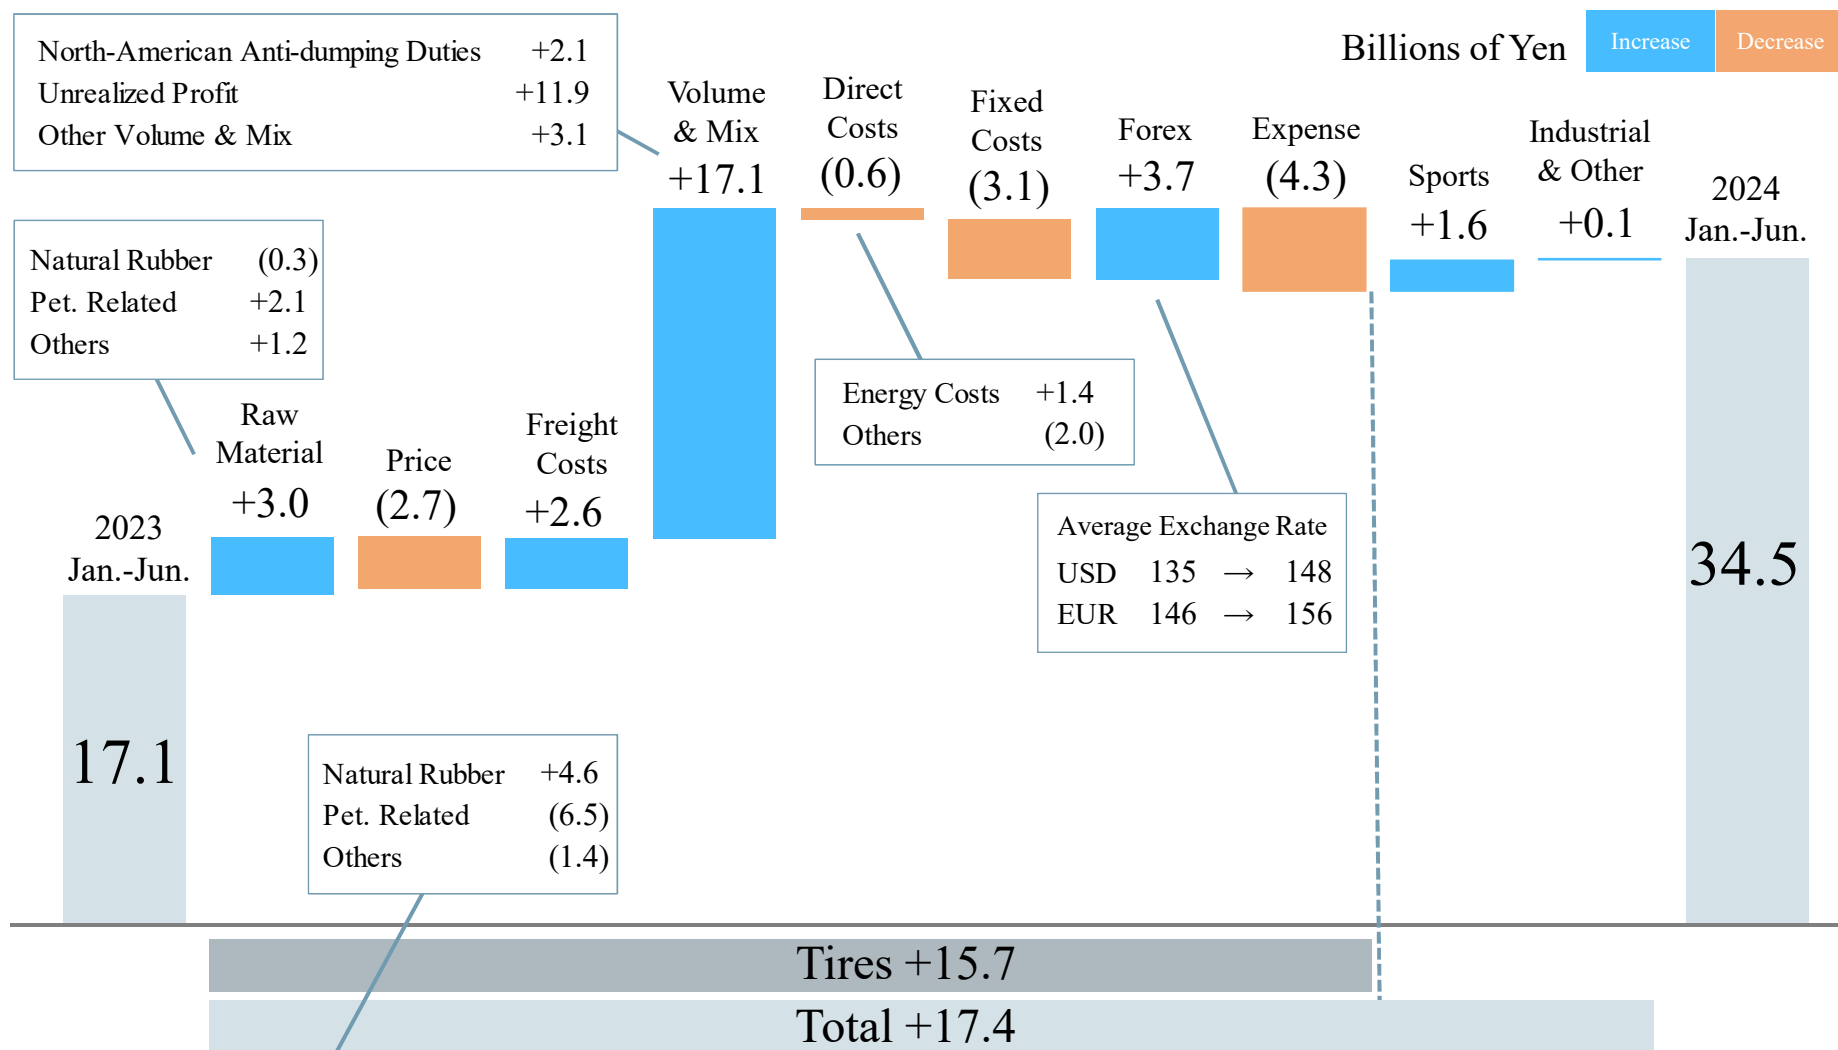 North-American Anti-dumping Duties +2.1
Unrealized Profit +11.9
Other Volume & Mix +3.1
Billions of Yen
Increase
Decrease
Natural Rubber (0.3)
Pet. Related +2.1
Others +1.2
2023
Jan.-Jun.
17.1
Raw
Material
+3.0
Price
(2.7)
Freight
Costs
+2.6
Volume
& Mix
+17.1
Direct
Costs
(0.6)
Fixed
Costs
(3.1)
Forex
+3.7
Expense
(4.3)
Sports
+1.6
Industrial
& Other
+0.1
2024
Jan.-Jun.
34.5
Energy Costs +1.4
Others (2.0)
Average Exchange Rate
USD 135 → 148
EUR 146 → 156
Natural Rubber +4.6
Pet. Related (6.5)
Others (1.4)
Tires +15.7
Total +17.4